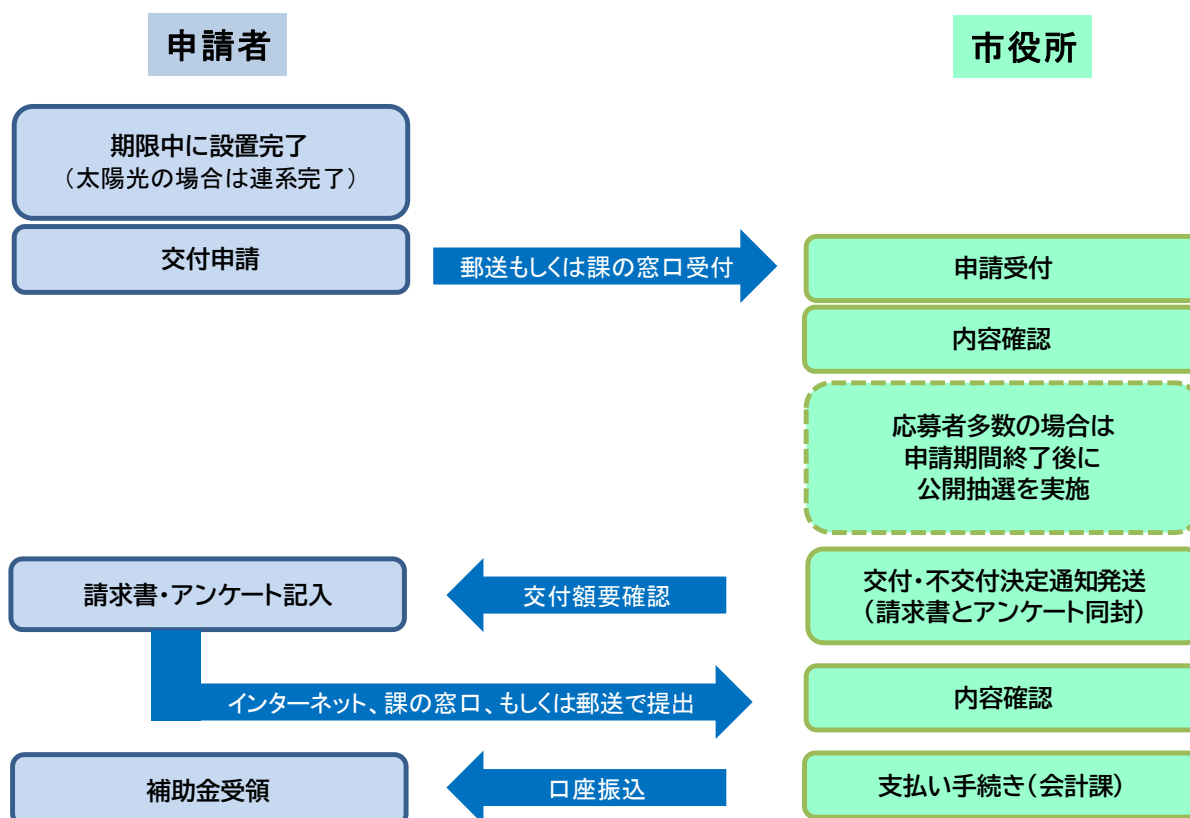 申請者
市役所
期限中に設置完了
（太陽光の場合は連系完了）
交付申請
郵送もしくは課の窓口受付
申請受付
内容確認
応募者多数の場合は
申請期間終了後に
公開抽選を実施
請求書・アンケート記入
交付額要確認
交付・不交付決定通知発送
（請求書とアンケート同封）
インターネット、課の窓口、もしくは郵送で提出
内容確認
補助金受領
口座振込
支払い手続き（会計課）